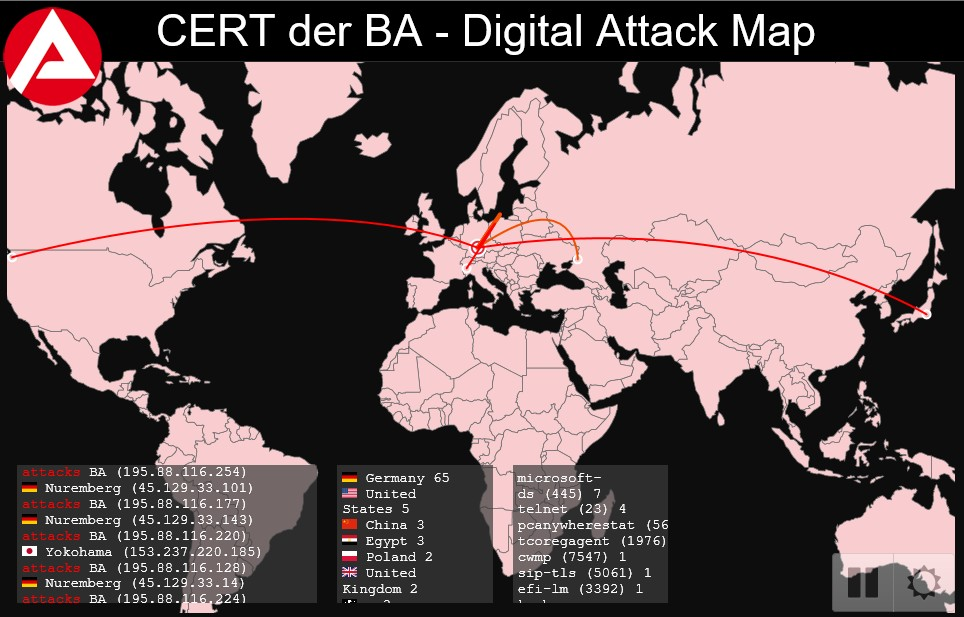 CERT der BA - Digital Attack Map
attacks BA (195.88.116.254)
Nuremberg (45.129.33.101)
attacks BA (195.88.116.177)
Nuremberg (45.129.33.143)
attacks BA (195.88.116.220)
Yokohama (153.237.220.185)
attacks BA (195.88.116.128)
Nuremberg (45.129.33.14)
attacks BA (195.88.116.224)
Germany 65
United
States 5
China 3
Egypt 3
Poland 2
United
Kingdom 2
microsoft-
ds (445) 7
telnet (23) 4
pcanywherestat (56
tcoregagent (1976)
cwmp (7547) 1
sip-tls (5061) 1
efi-lm (3392) 1